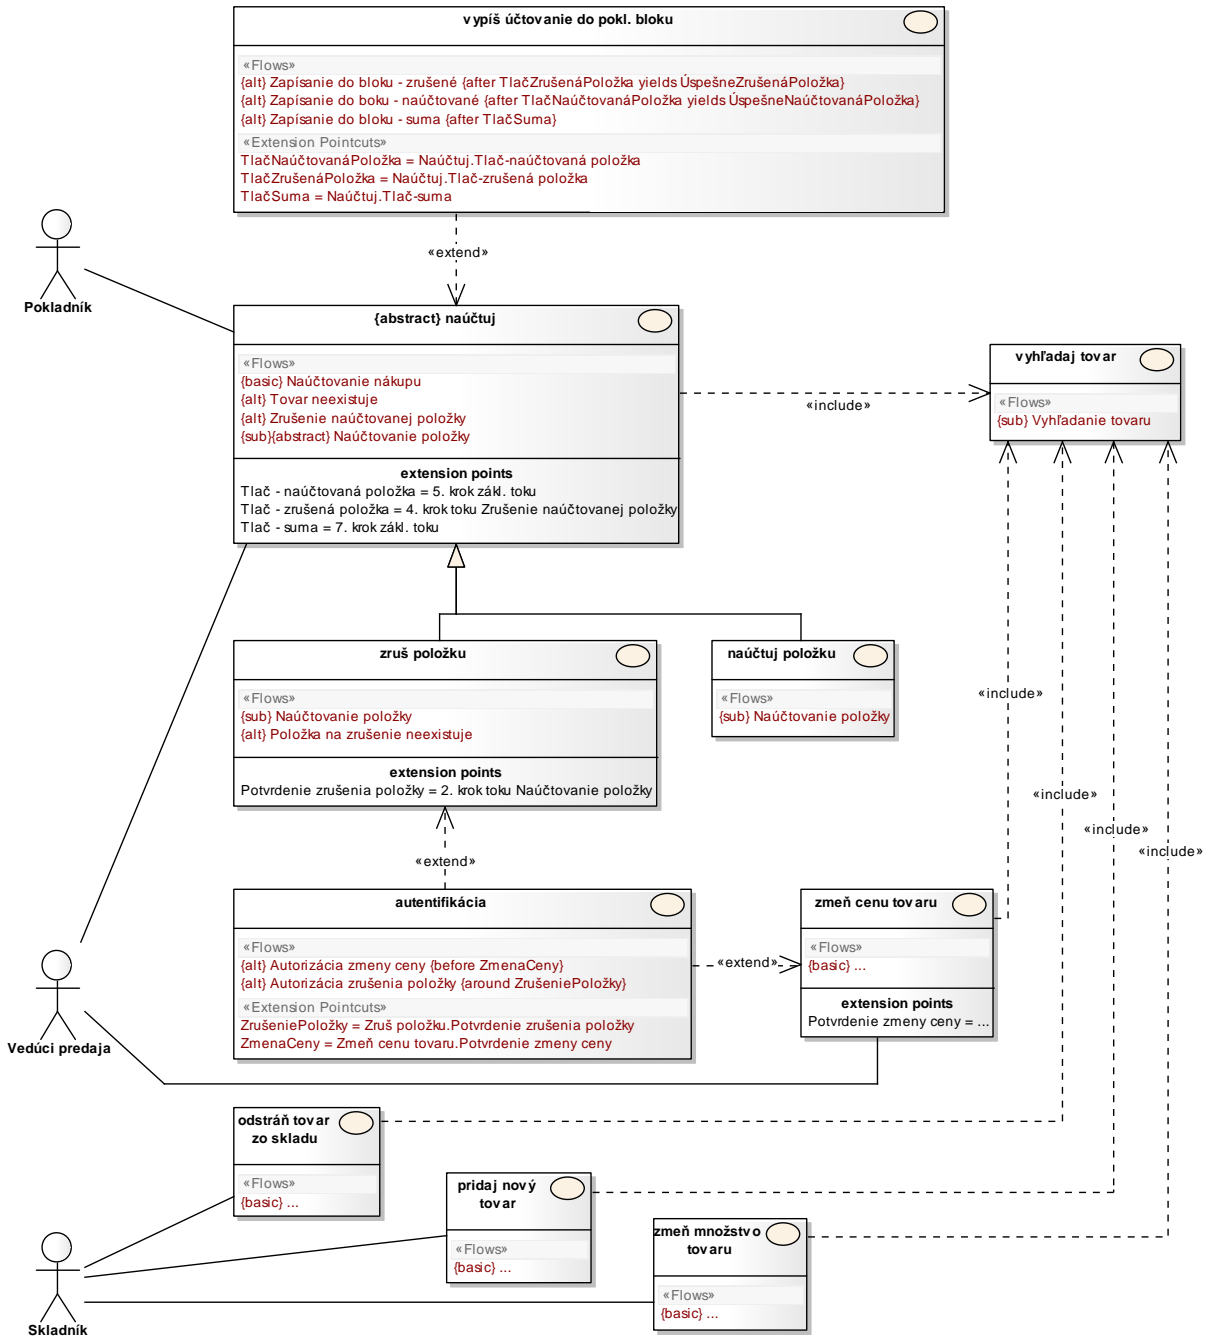 vypíš účtovanie do pokl. bloku
«Flows»
{alt} Zapísanie do bloku - zrušené {after TlačZrušenáPoložka yields ÚspešneZrušenáPoložka}
{alt} Zapísanie do boku - naúčtované {after TlačNaúčtovanáPoložka yields ÚspešneNaúčtovanáPoložka}
{alt} Zapísanie do bloku - suma {after TlačSuma}
«Extension Pointcuts»
TlačNaúčtovanáPoložka = Naúčtuj.Tlač-naúčtovaná položka
TlačZrušenáPoložka = Naúčtuj.Tlač-zrušená položka
TlačSuma = Naúčtuj.Tlač-suma
«extend»
Pokladník
{abstract} naúčtuj
«Flows»
{basic} Naúčtovanie nákupu
{alt} Tovar neexistuje
{alt} Zrušenie naúčtovanej položky
{sub}{abstract} Naúčtovanie položky
extension points
Tlač - naúčtovaná položka = 5. krok zákl. toku
Tlač - zrušená položka = 4. krok toku Zrušenie naúčtovanej položky
Tlač - suma = 7. krok zákl. toku
«include»
vyhľadaj tovar
«Flows»
{sub} Vyhľadanie tovaru
zruš položku
«Flows»
{sub} Naúčtovanie položky
{alt} Položka na zrušenie neexistuje
extension points
Potvrdenie zrušenia položky = 2. krok toku Naúčtovanie položky
naúčtuj položku
«Flows»
{sub} Naúčtovanie položky
«include»
«include»
«include»
«include»
«extend»
autentifikácia
«Flows»
{alt} Autorizácia zmeny ceny {before ZmenaCeny}
{alt} Autorizácia zrušenia položky {around ZrušeniePoložky}
«Extension Pointcuts»
ZrušeniePoložky = Zruš položku.Potvrdenie zrušenia položky
ZmenaCeny = Zmeň cenu tovaru.Potvrdenie zmeny ceny
«extend»
zmeň cenu tovaru
«Flows»
{basic} ...
extension points
Potvrdenie zmeny ceny = ...
Vedúci predaja
odstráň tovar
zo skladu
«Flows»
{basic} ...
pridaj nový
tovar
«Flows»
{basic} ...
zmeň množstvo
tovaru
«Flows»
{basic} ...
Skladník